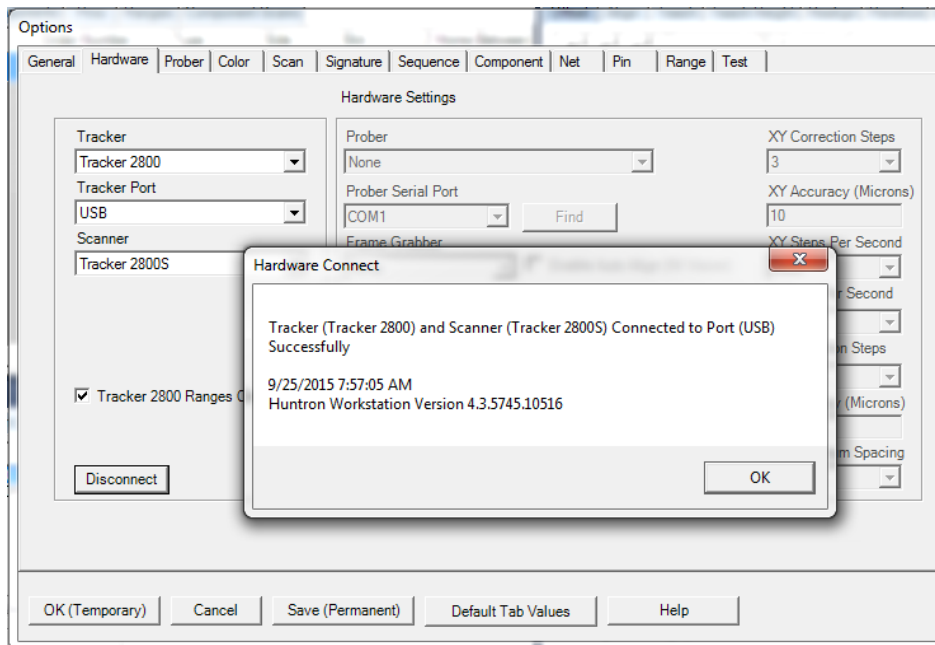 Options
General Hardware Prober Color Scan Signature Sequence Component Net Pin Range Test
Hardware Settings
Tracker
Tracker 2800
Tracker Port
USB
Scanner
Tracker 2800S
Tracker 2800 Ranges
Disconnect
Prober
None
Prober Serial Port
COM1
Find
Frame Grabber
XY Correction Steps
3
XY Accuracy (Microns)
10
XY Steps Per Second
r Second
n Steps
(Microns)
m Spacing
Hardware Connect
Tracker (Tracker 2800) and Scanner (Tracker 2800S) Connected to Port (USB)
Successfully
9/25/2015 7:57:05 AM
Huntron Workstation Version 4.3.5745.10516
OK
OK (Temporary) Cancel Save (Permanent) Default Tab Values Help